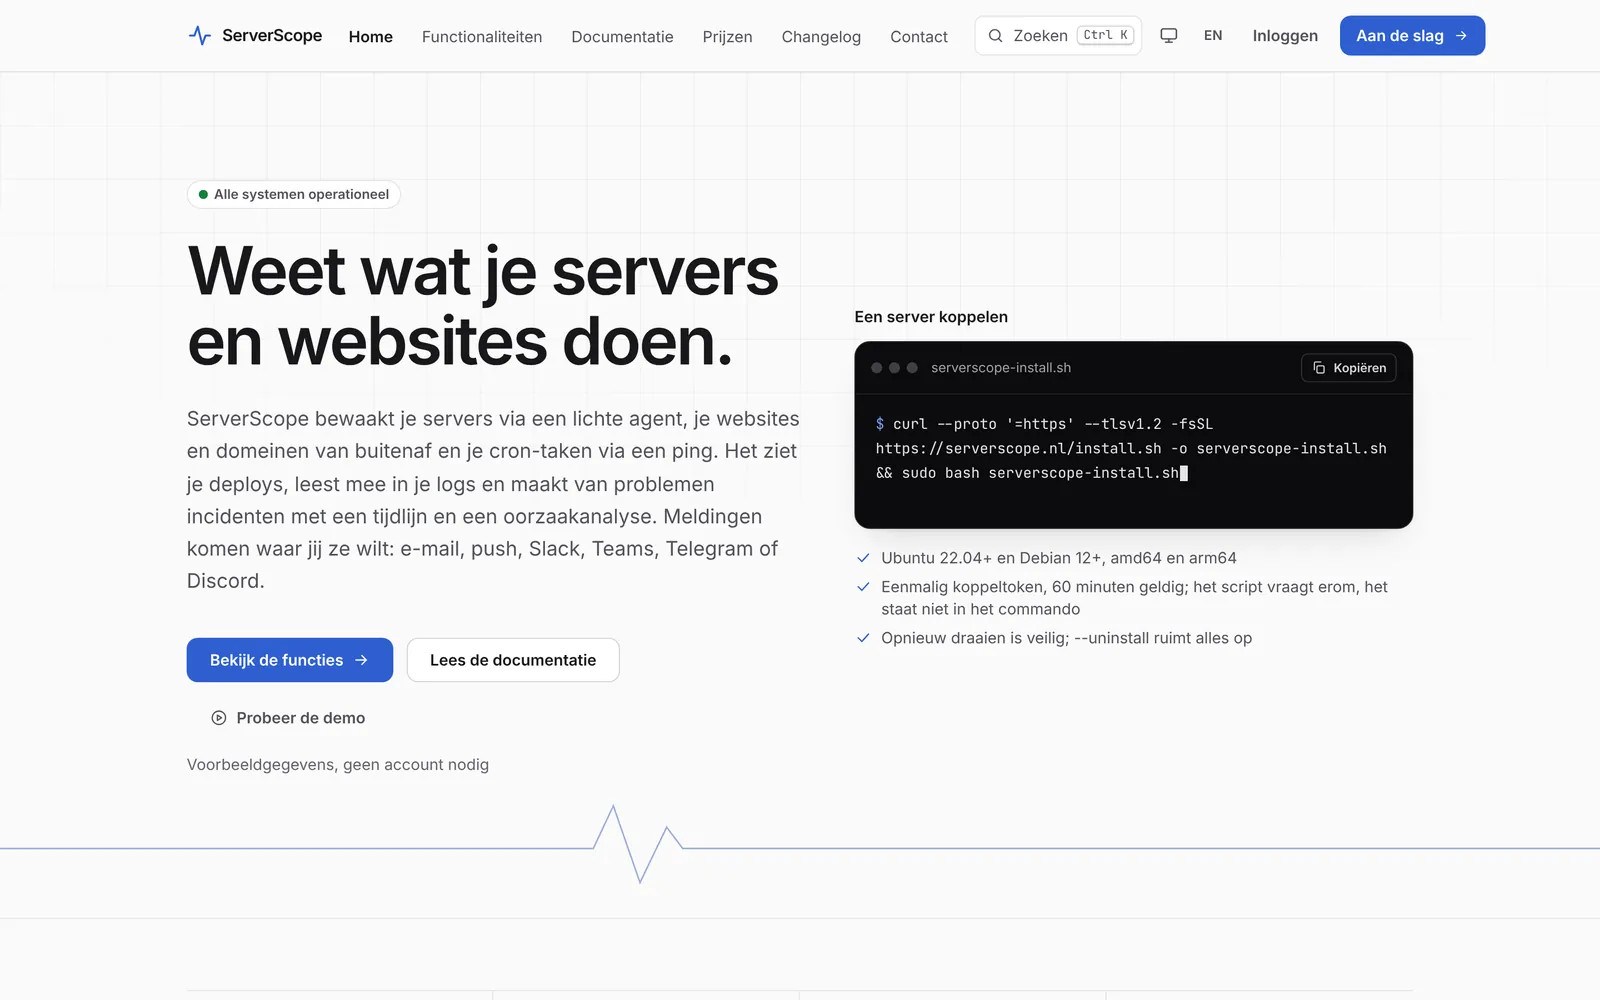 ServerScope
Home
Functionaliteiten
Documentatie
Prijzen
Changelog
Contact
Zoeken
Ctrl K
EN
Inloggen
Aan de slag
Alle systemen operationeel
Weet wat je servers
en websites doen.
ServerScope bewaakt je servers via een lichte agent, je websites
en domeinen van buitenaf en je cron-taken via een ping. Het ziet
je deploys, leest mee in je logs en maakt van problemen
incidenten met een tijdlijn en een oorzaakanalyse. Meldingen
komen waar jij ze wilt: e-mail, push, Slack, Teams, Telegram of
Discord.
Bekijk de functies
Lees de documentatie
Probeer de demo
Voorbeeldgegevens, geen account nodig
Een server koppelen
serverscope-install.sh
Kopiëren
$ curl --proto '=https' --tlsv1.2 -fsSL
https://serverscope.nl/install.sh -o serverscope-install.sh
&& sudo bash serverscope-install.sh
Ubuntu 22.04+ en Debian 12+, amd64 en arm64
Eenmalig koppeltoken, 60 minuten geldig; het script vraagt erom, het
staat niet in het commando
Opnieuw draaien is veilig; --uninstall ruimt alles op